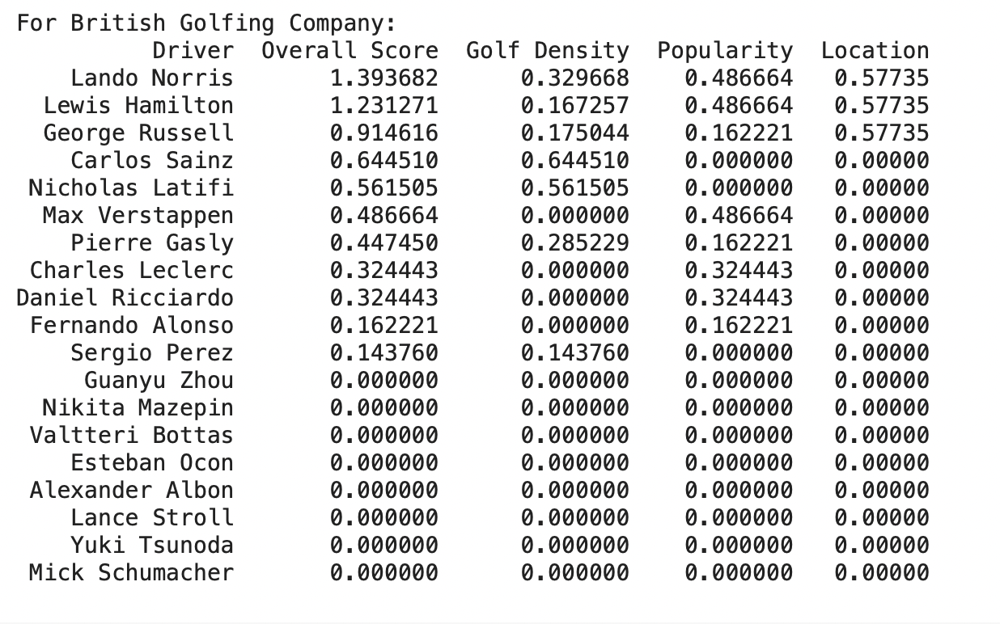 For British Golfing Company:
Driver Overall Score Golf Density Popularity Location
Lando Norris 1.393682 0.329668 0.486664 0.57735
Lewis Hamilton 1.231271 0.167257 0.486664 0.57735
George Russell 0.914616 0.175044 0.162221 0.57735
Carlos Sainz 0.644510 0.644510 0.000000 0.00000
Nicholas Latifi 0.561505 0.561505 0.000000 0.00000
Max Verstappen 0.486664 0.000000 0.486664 0.00000
Pierre Gasly 0.447450 0.285229 0.162221 0.00000
Charles Leclerc 0.324443 0.000000 0.324443 0.00000
Daniel Ricciardo 0.324443 0.000000 0.324443 0.00000
Fernando Alonso 0.162221 0.000000 0.162221 0.00000
Sergio Perez 0.143760 0.143760 0.000000 0.00000
Guanyu Zhou 0.000000 0.000000 0.000000 0.00000
Nikita Mazepin 0.000000 0.000000 0.000000 0.00000
Valtteri Bottas 0.000000 0.000000 0.000000 0.00000
Esteban Ocon 0.000000 0.000000 0.000000 0.00000
Alexander Albon 0.000000 0.000000 0.000000 0.00000
Lance Stroll 0.000000 0.000000 0.000000 0.00000
Yuki Tsunoda 0.000000 0.000000 0.000000 0.00000
Mick Schumacher 0.000000 0.000000 0.000000 0.00000